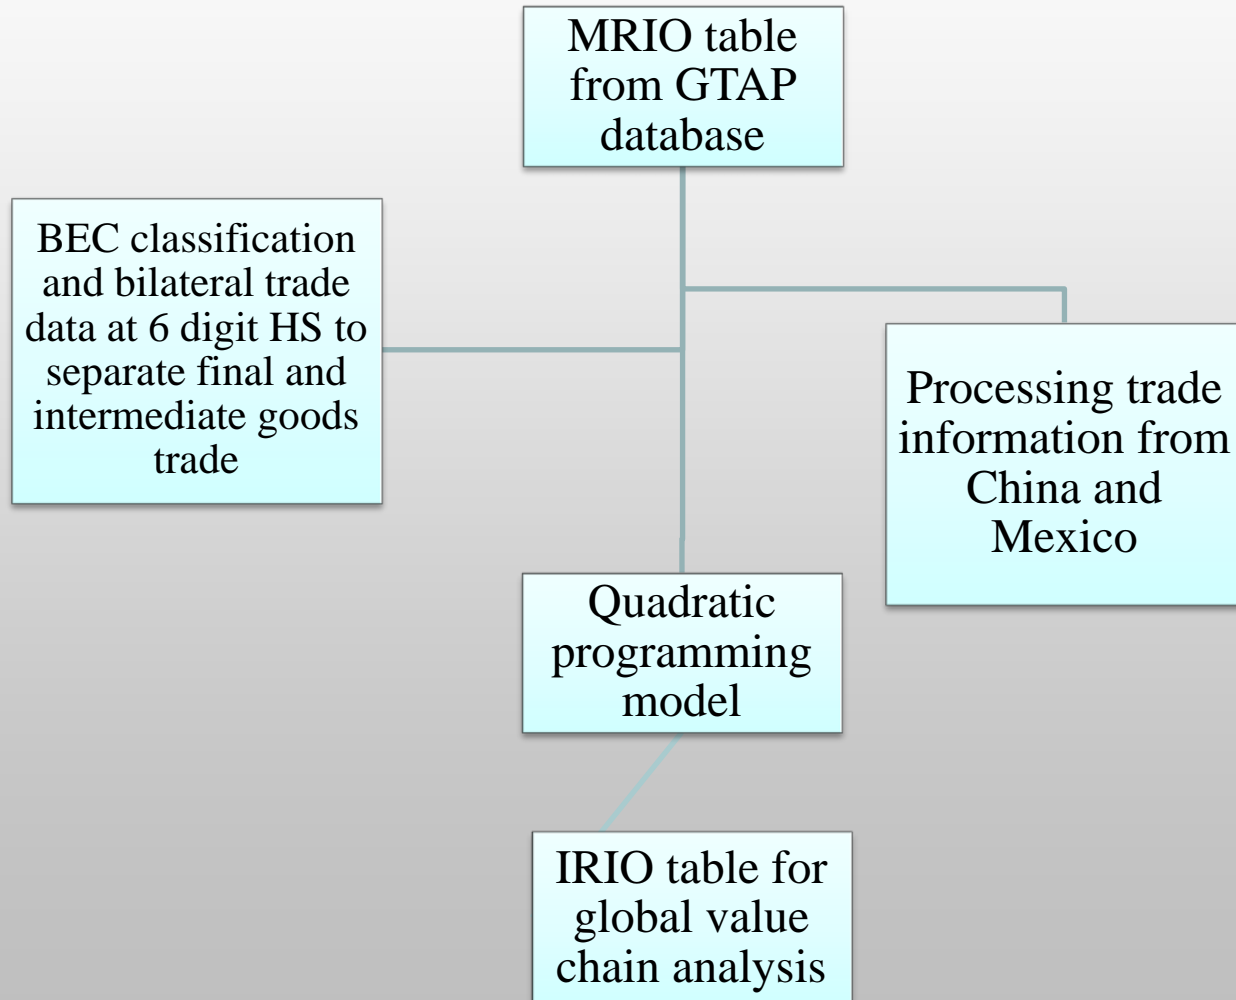 MRIO table
from GTAP
database
BEC classification
and bilateral trade
data at 6 digit HS to
separate final and
intermediate goods
trade
Processing trade
information from
China and
Mexico
Quadratic
programming
model
IRIO table for
global value
chain analysis